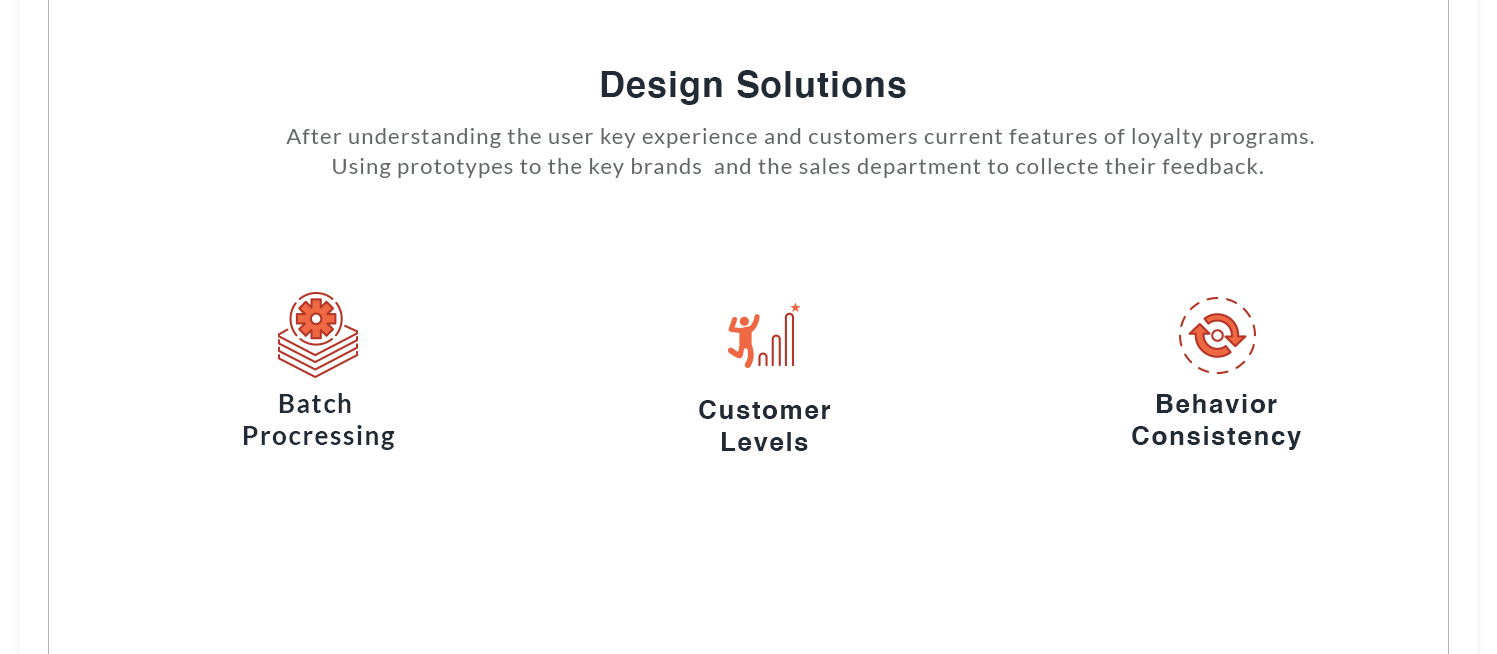 Design Solutions
After understanding the user key experience and customers current features of loyalty programs.
Using prototypes to the key brands  and the sales department to collecte their feedback.
Batch
Procressing
Customer
Levels
Behavior
Consistency